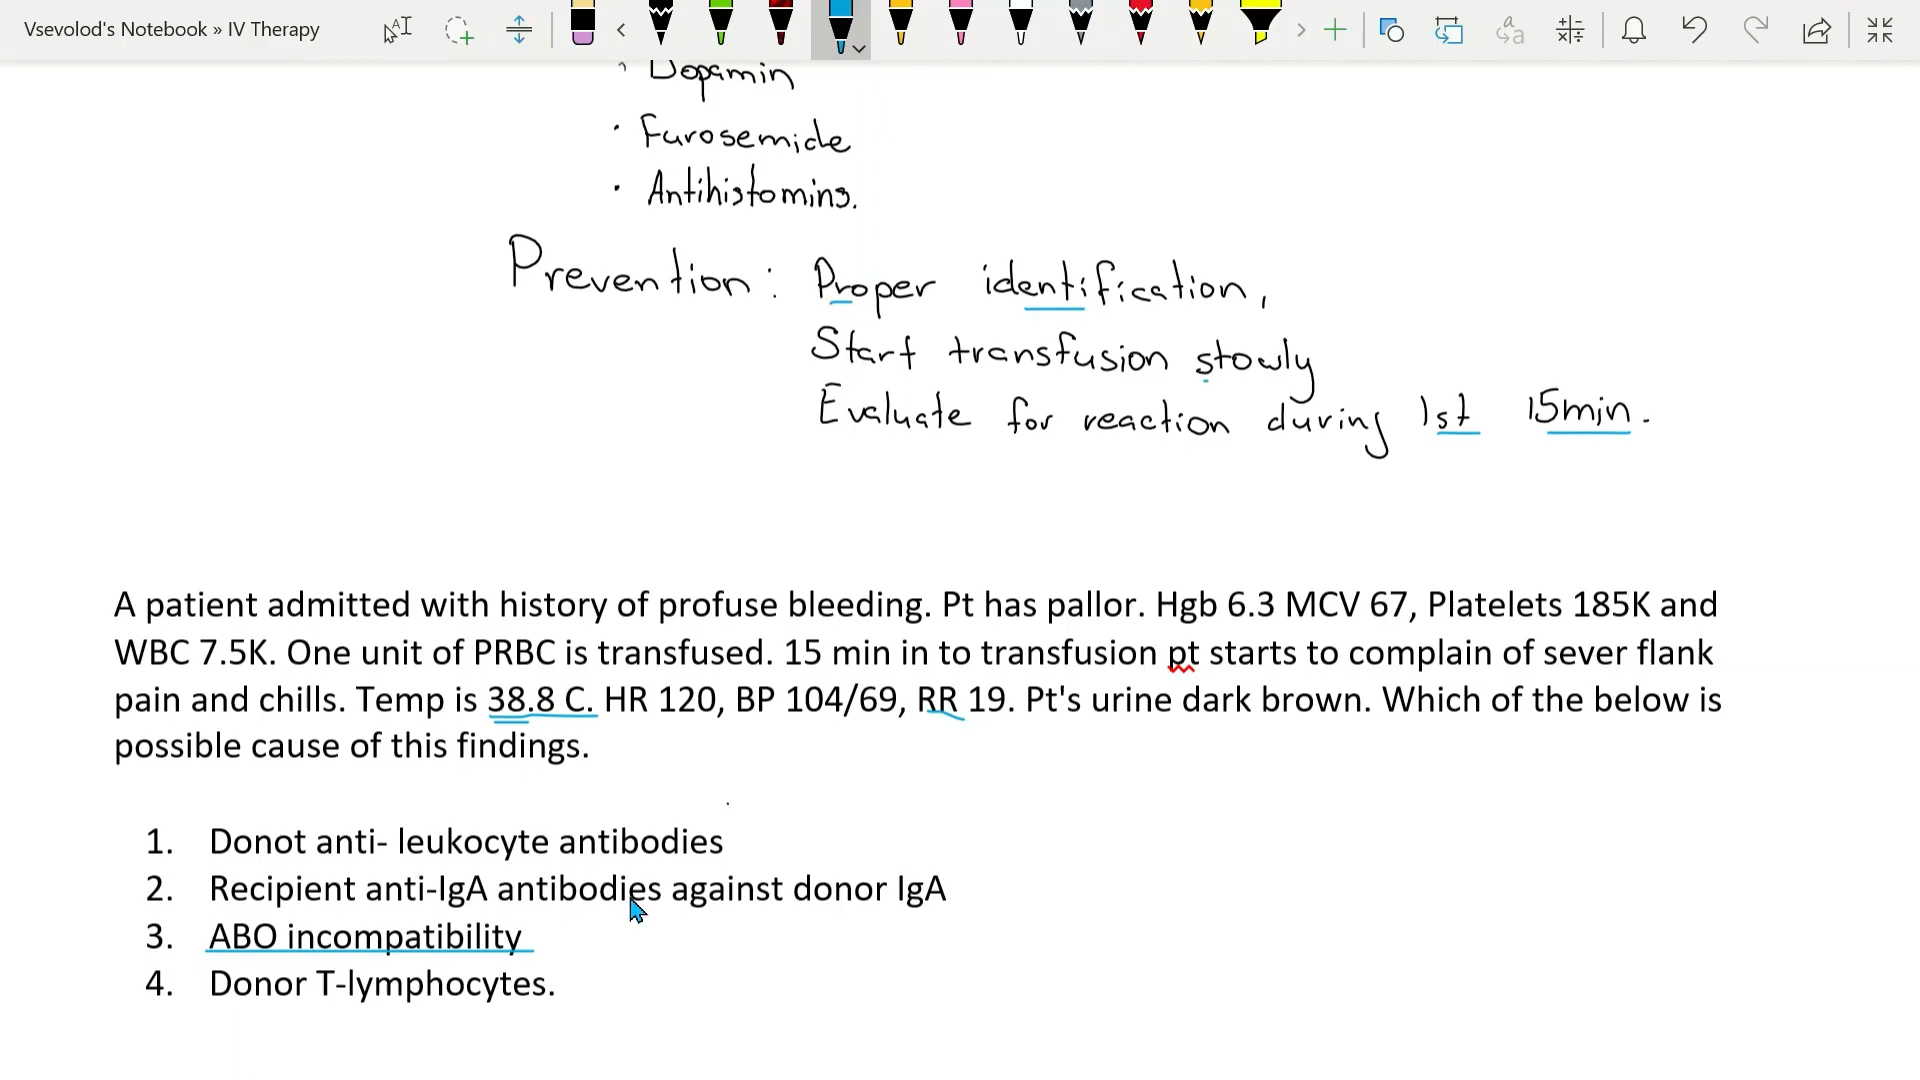 Vsevolod's Notebook » IV Therapy
· Dopamin
· Furosemide
· Antihistomins.
Prevention: Proper identification,
Start transfusion slowly
Evaluate for reaction during 1st 15min.
A patient admitted with history of profuse bleeding. Pt has pallor. Hgb 6.3 MCV 67, Platelets 185K and
WBC 7.5K. One unit of PRBC is transfused. 15 min in to transfusion pt starts to complain of sever flank
pain and chills. Temp is 38.8 C. HR 120, BP 104/69, RR 19. Pt's urine dark brown. Which of the below is
possible cause of this findings.
1. Donot anti- leukocyte antibodies
2. Recipient anti-IgA antibodies against donor IgA
3. ABO incompatibility
4. Donor T-lymphocytes.